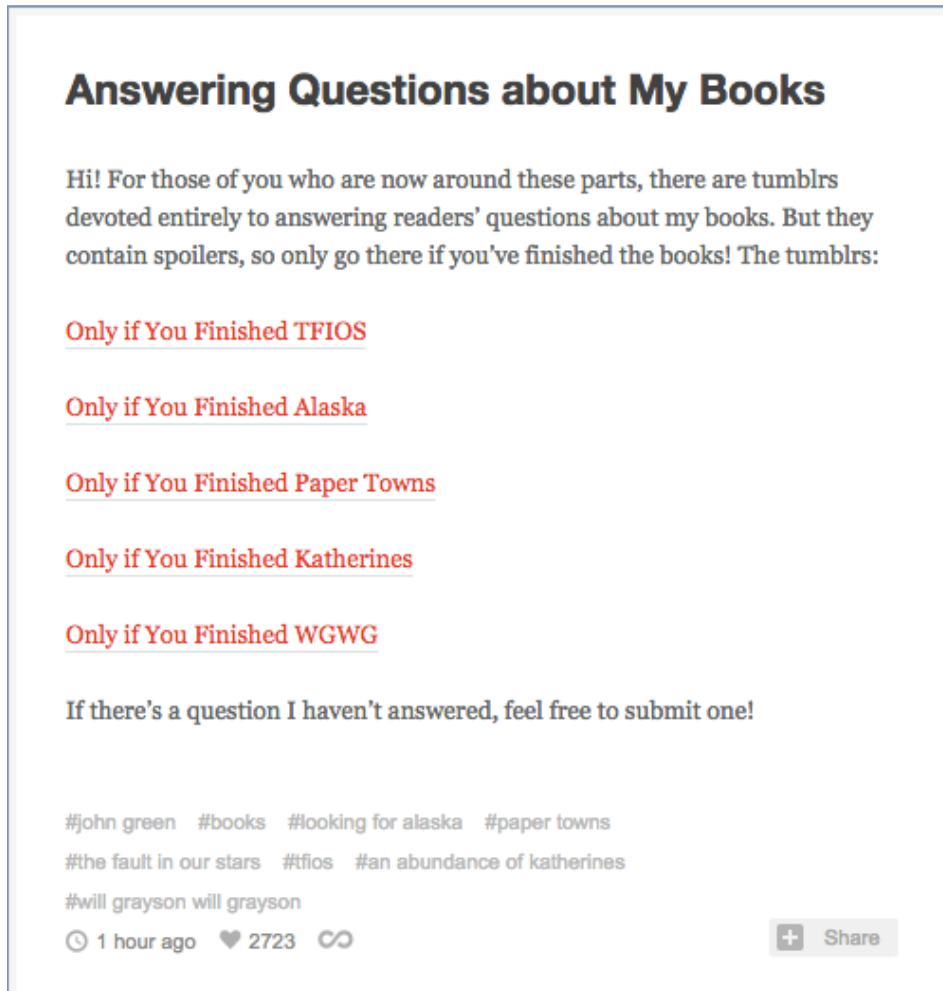 Answering Questions about My Books
Hi! For those of you who are now around these parts, there are tumblrs
devoted entirely to answering readers’ questions about my books. But they
contain spoilers, so only go there if you’ve finished the books! The tumblrs:
Only if You Finished TFIOS
Only if You Finished Alaska
Only if You Finished Paper Towns
Only if You Finished Katherines
Only if You Finished WGWG
If there’s a question I haven’t answered, feel free to submit one!
#john green #books #looking for alaska #paper towns
#the fault in our stars #tfios #an abundance of katherines
#will grayson will grayson
1 hour ago 2723 Share